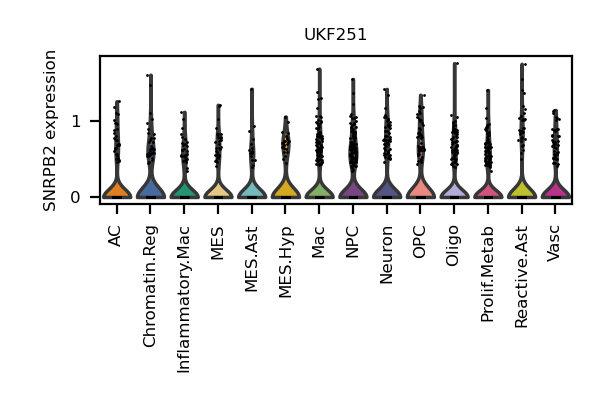 UKF251
SNRPB2 expression
1
0
AC
Chromatin.Reg
Inflammatory.Mac
MES
MES.Ast
MES.Hyp
Mac
NPC
Neuron
OPC
Oligo
Prolif.Metab
Reactive.Ast
Vasc